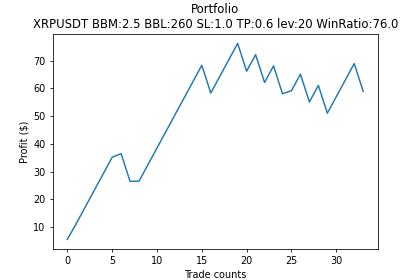 Portfolio
XRPUSDT BBM:2.5 BBL:260 SL:1.0 TP:0.6 lev:20 WinRatio:76.0
70
60
50
40
30
20
10
Profit ($)
0 5 10 15 20 25 30
Trade counts